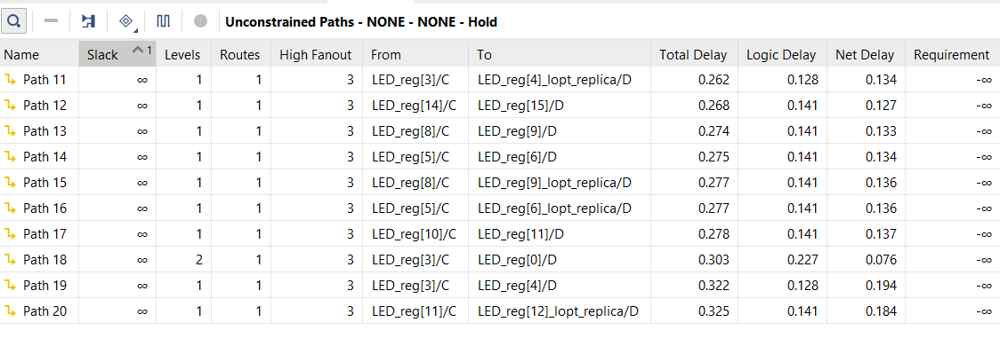 Unconstrained Paths - NONE - NONE - Hold
Name Slack 1 Levels Routes High Fanout From To Total Delay Logic Delay Net Delay Requirement
Path 11 ∞ 1 1 3 LED_reg[3]/C LED_reg[4]_lopt_replica/D 0.262 0.128 0.134 -∞
Path 12 ∞ 1 1 3 LED_reg[14]/C LED_reg[15]/D 0.268 0.141 0.127 -∞
Path 13 ∞ 1 1 3 LED_reg[8]/C LED_reg[9]/D 0.274 0.141 0.133 -∞
Path 14 ∞ 1 1 3 LED_reg[5]/C LED_reg[6]/D 0.275 0.141 0.134 -∞
Path 15 ∞ 1 1 3 LED_reg[8]/C LED_reg[9]_lopt_replica/D 0.277 0.141 0.136 -∞
Path 16 ∞ 1 1 3 LED_reg[5]/C LED_reg[6]_lopt_replica/D 0.277 0.141 0.136 -∞
Path 17 ∞ 1 1 3 LED_reg[10]/C LED_reg[11]/D 0.278 0.141 0.137 -∞
Path 18 ∞ 2 1 3 LED_reg[3]/C LED_reg[0]/D 0.303 0.227 0.076 -∞
Path 19 ∞ 1 1 3 LED_reg[3]/C LED_reg[4]/D 0.322 0.128 0.194 -∞
Path 20 ∞ 1 1 3 LED_reg[11]/C LED_reg[12]_lopt_replica/D 0.325 0.141 0.184 -∞